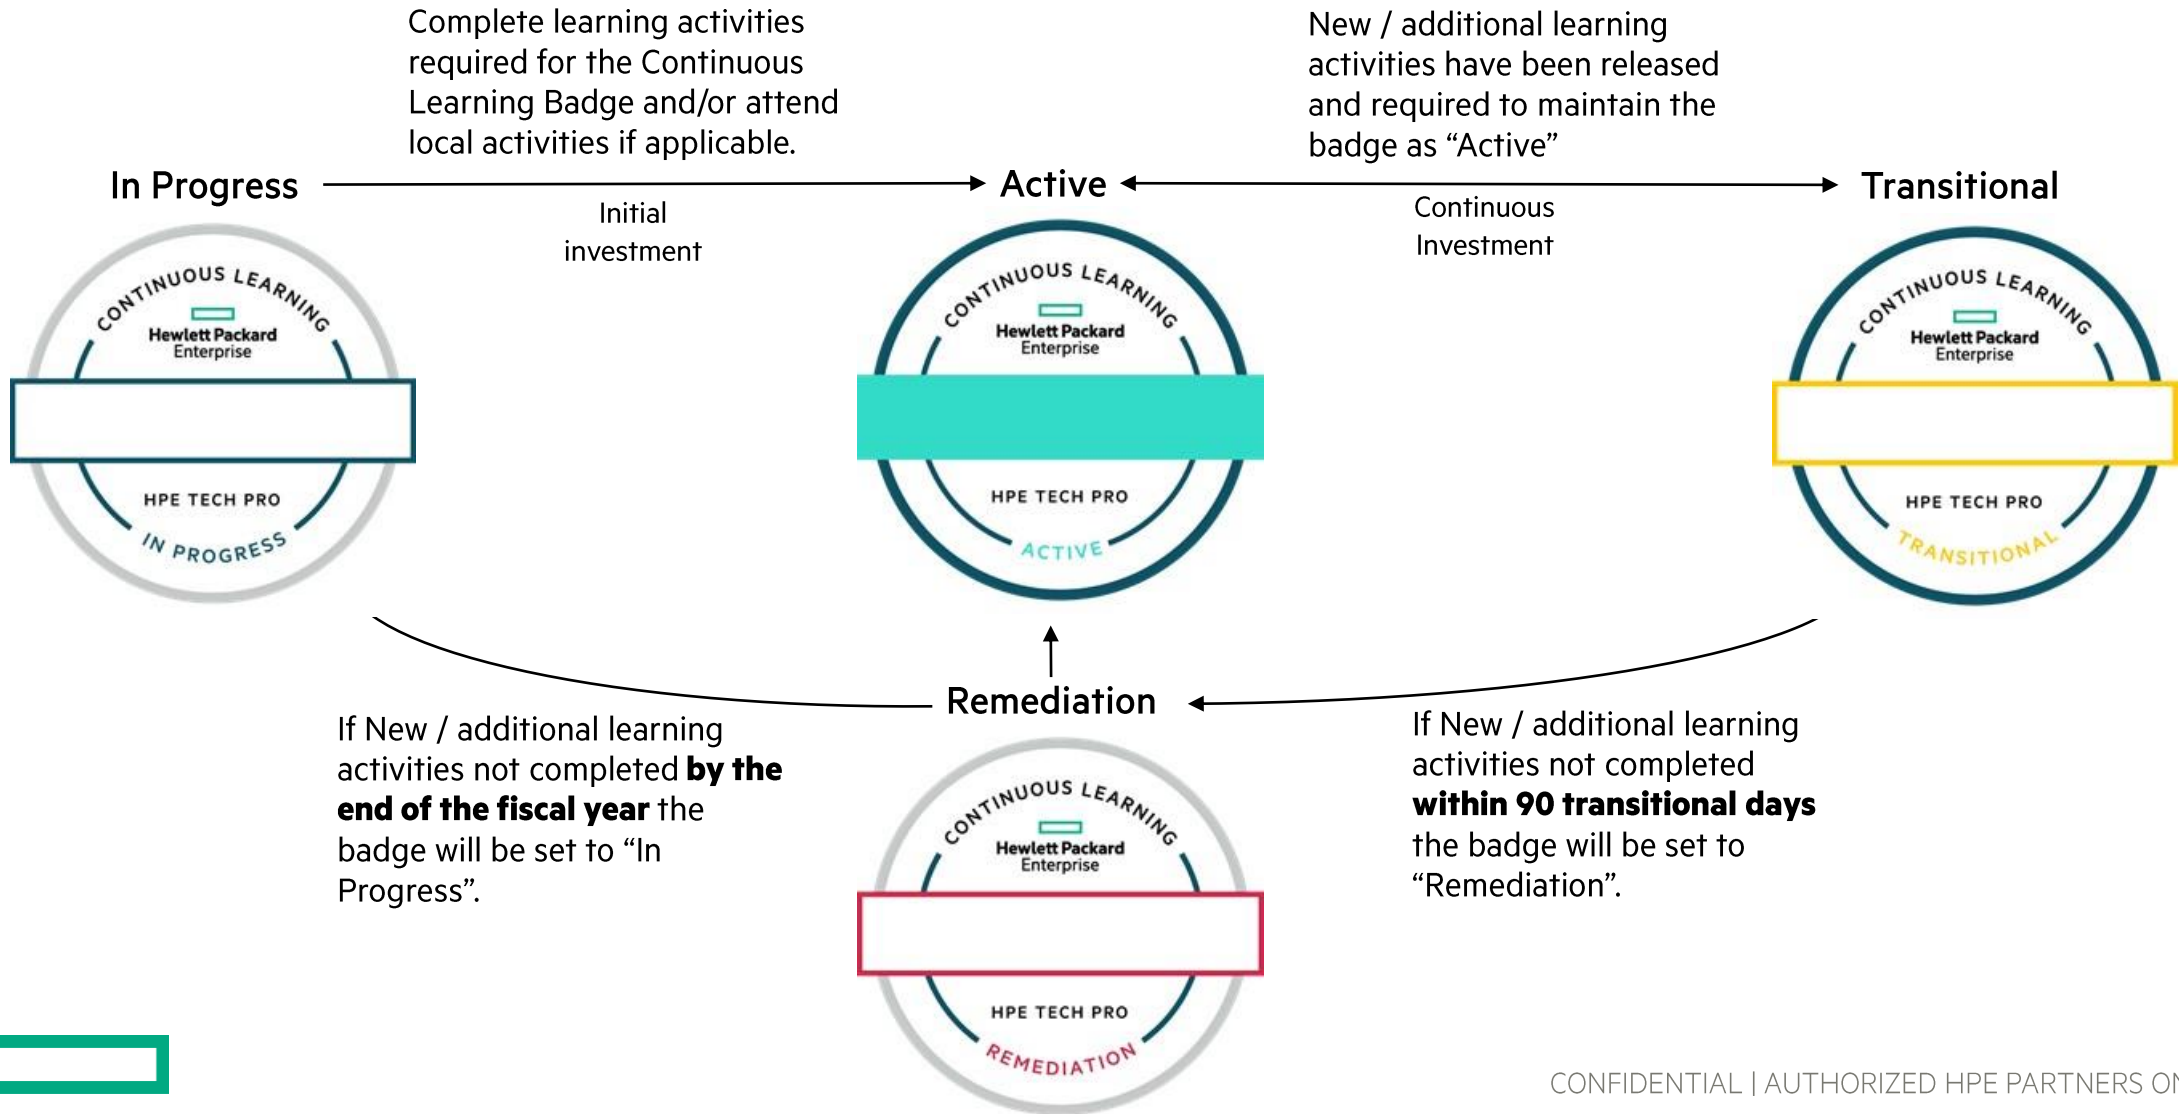 Complete learning activities
required for the Continuous
Learning Badge and/or attend
local activities if applicable.
New / additional learning
activities have been released
and required to maintain the
badge as “Active”
In Progress
Active
Transitional
Initial
investment
Continuous
Investment
CONTINUOUS LEARNING
Hewlett Packard
Enterprise
HPE TECH PRO
IN PROGRESS
CONTINUOUS LEARNING
Hewlett Packard
Enterprise
HPE TECH PRO
ACTIVE
CONTINUOUS LEARNING
Hewlett Packard
Enterprise
HPE TECH PRO
TRANSITIONAL
Remediation
If New / additional learning
activities not completed by the
end of the fiscal year the
badge will be set to “In
Progress”.
If New / additional learning
activities not completed
within 90 transitional days
the badge will be set to
“Remediation”.
CONTINUOUS LEARNING
Hewlett Packard
Enterprise
HPE TECH PRO
REMEDIATION
CONFIDENTIAL | AUTHORIZED HPE PARTNERS